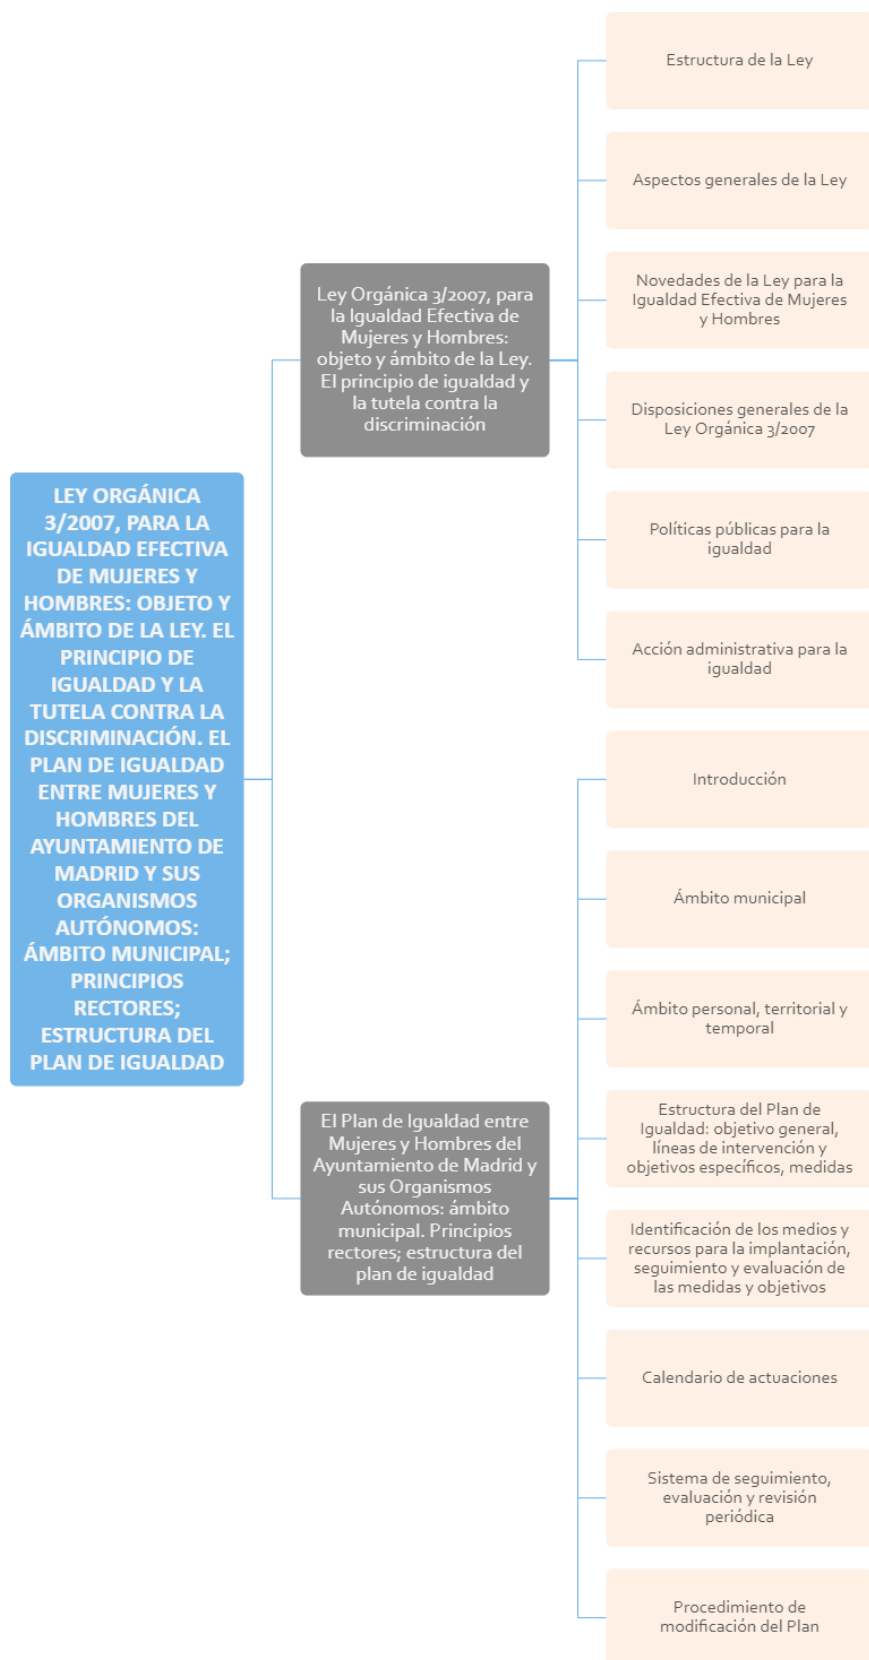 LEY ORGÁNICA
3/2007, PARA LA
IGUALDAD EFECTIVA
DE MUJERES Y
HOMBRES: OBJETO Y
ÁMBITO DE LA LEY. EL
PRINCIPIO DE
IGUALDAD Y LA
TUTELA CONTRA LA
DISCRIMINACIÓN. EL
PLAN DE IGUALDAD
ENTRE MUJERES Y
HOMBRES DEL
AYUNTAMIENTO DE
MADRID Y SUS
ORGANISMOS
AUTÓNOMOS:
ÁMBITO MUNICIPAL;
PRINCIPIOS
RECTORES;
ESTRUCTURA DEL
PLAN DE IGUALDAD
Ley Orgánica 3/2007, para
la Igualdad Efectiva de
Mujeres y Hombres:
objeto y ámbito de la Ley.
El principio de igualdad y
la tutela contra la
discriminación
Estructura de la Ley
Aspectos generales de la Ley
Novedades de la Ley para la
Igualdad Efectiva de Mujeres
y Hombres
Disposiciones generales de la
Ley Orgánica 3/2007
Políticas públicas para la
igualdad
Acción administrativa para la
igualdad
El Plan de Igualdad entre
Mujeres y Hombres del
Ayuntamiento de Madrid y
sus Organismos
Autónomos: ámbito
municipal. Principios
rectores; estructura del
plan de igualdad
Introducción
Ámbito municipal
Ámbito personal, territorial y
temporal
Estructura del Plan de
Igualdad: objetivo general,
líneas de intervención y
objetivos específicos, medidas
Identificación de los medios y
recursos para la implantación,
seguimiento y evaluación de
las medidas y objetivos
Calendario de actuaciones
Sistema de seguimiento,
evaluación y revisión
periódica
Procedimiento de
modificación del Plan